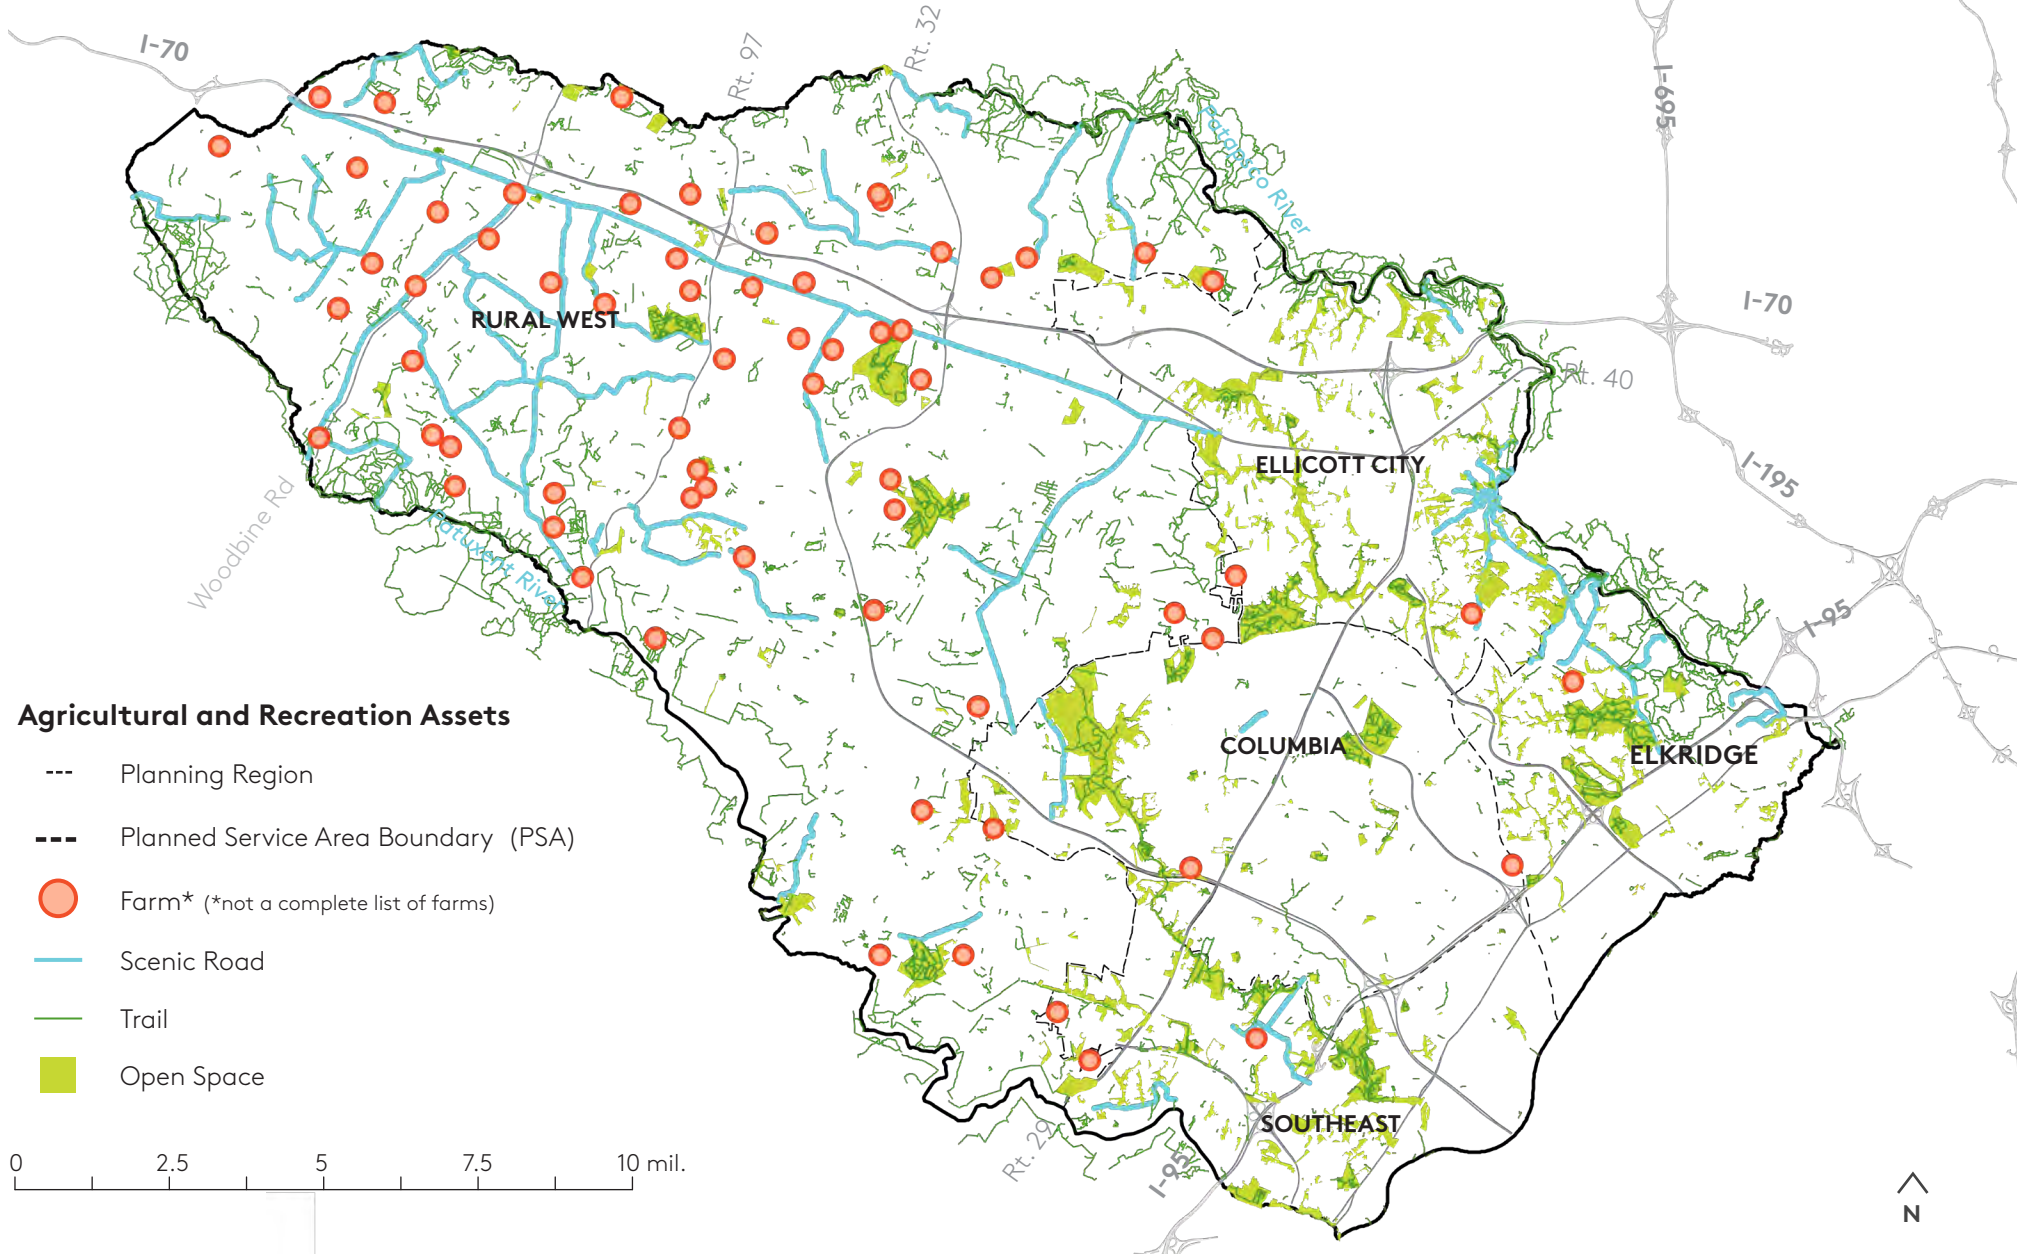 I-70
Rt. 97
Rt. 32
I-695
Patapsco River
I-70
RURAL WEST
Rt. 40
ELLICOTT CITY
I-195
Woodbine Rd
Patuxent River
I-95
Agricultural and Recreation Assets
Planning Region
Planned Service Area Boundary (PSA)
Farm* (*not a complete list of farms)
Scenic Road
Trail
Open Space
COLUMBIA
ELKRIDGE
SOUTHEAST
Rt. 29
I-95
0 2.5 5 7.5 10 mil.
N